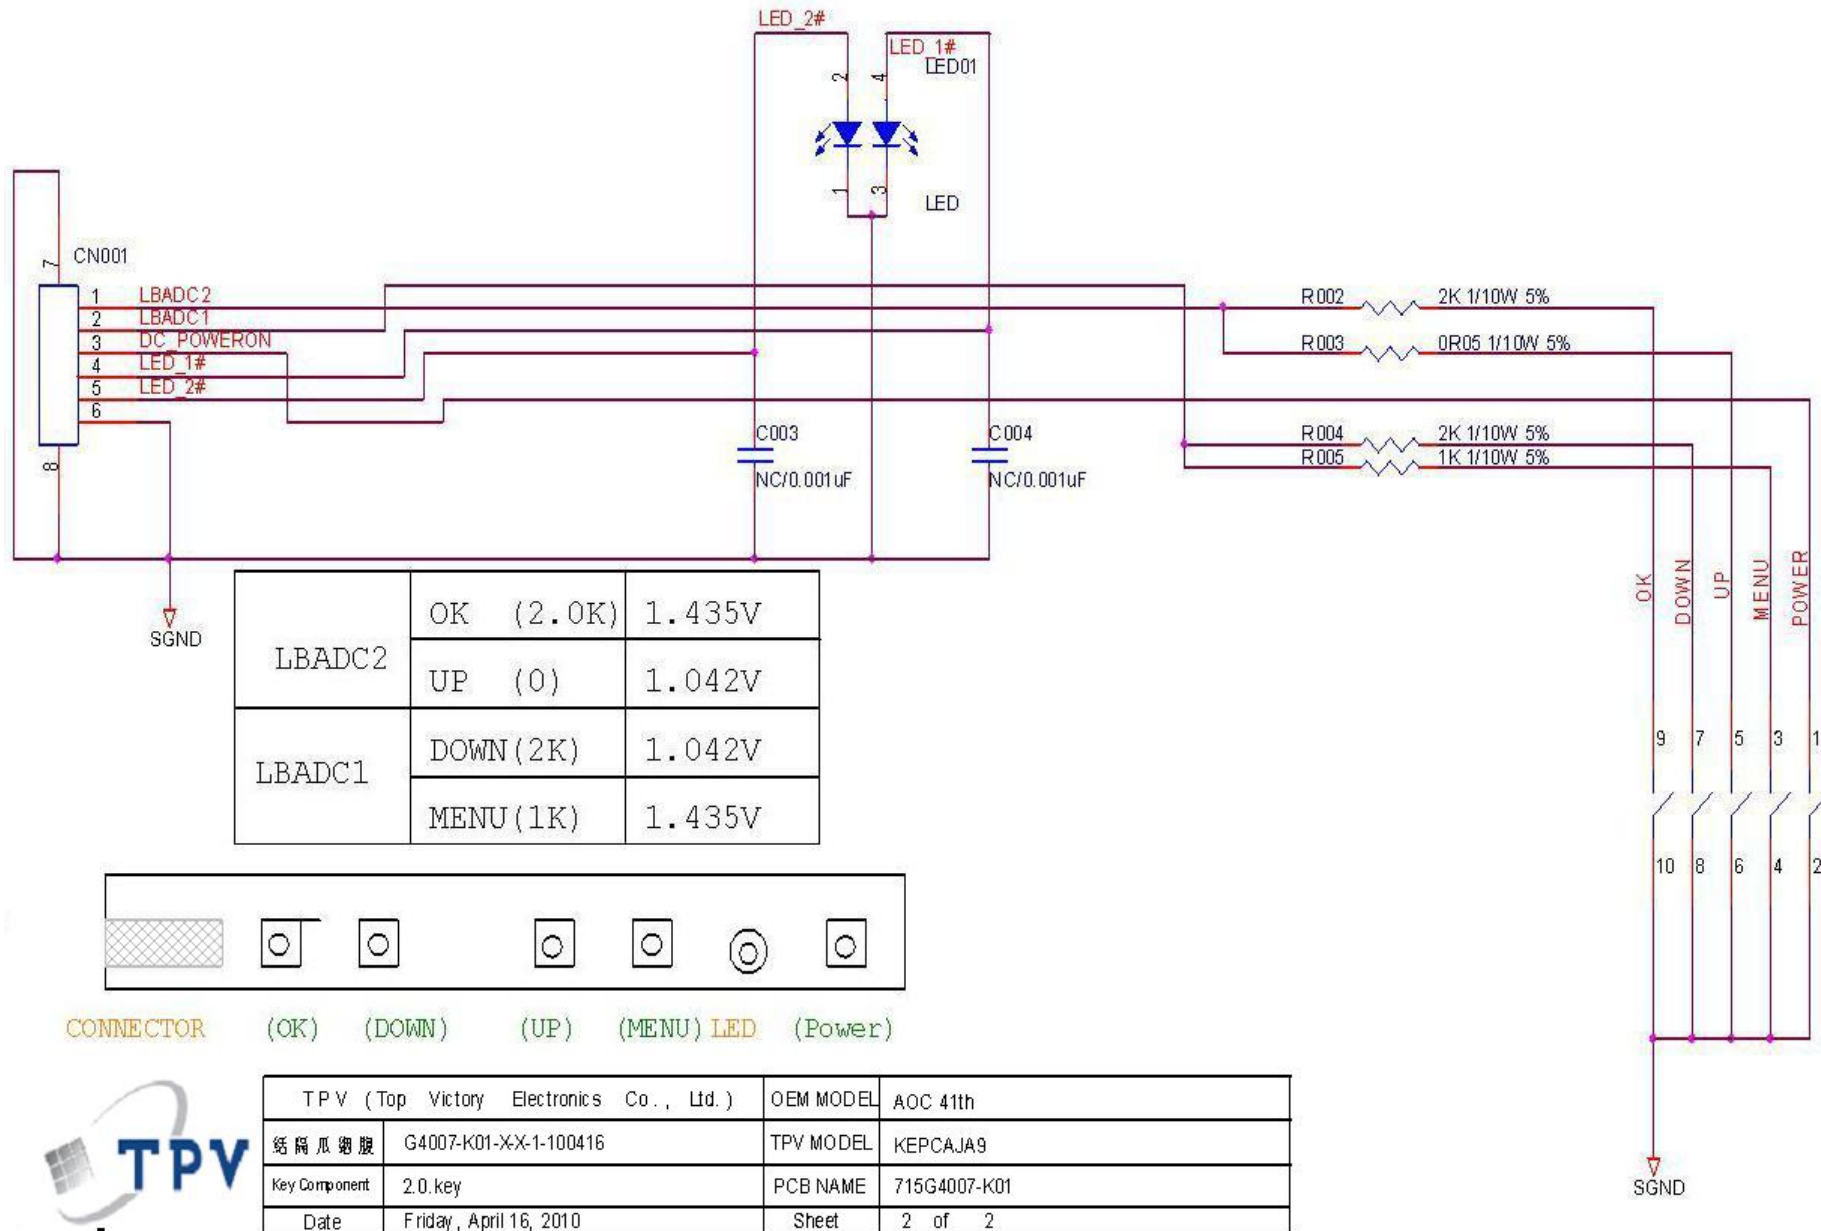 LED_2#
LED_1#
LED01
2
4
1
3
LED
CN001
7
1
LBADC2
2
LBADC1
3
DC_POWERON
4
LED_1#
5
LED_2#
6
8
R002
2K 1/10W 5%
R003
0R05 1/10W 5%
R004
2K 1/10W 5%
R005
1K 1/10W 5%
C003
NC/0.001uF
C004
NC/0.001uF
SGND
OK
DOWN
UP
MENU
POWER
9
7
5
3
1
10
8
6
4
2
SGND
LBADC2
OK (2.0K) 1.435V
UP (0) 1.042V
LBADC1
DOWN(2K) 1.042V
MENU(1K) 1.435V
CONNECTOR (OK) (DOWN) (UP) (MENU) LED (Power)
TPV
TPV (Top Victory Electronics Co., Ltd.) OEM MODEL AOC 41th
G4007-K01-X-X-1-100416 TPV MODEL KEPCAJA9
Key Component 2.0.key PCB NAME 715G4007-K01
Date Friday, April 16, 2010 Sheet 2 of 2